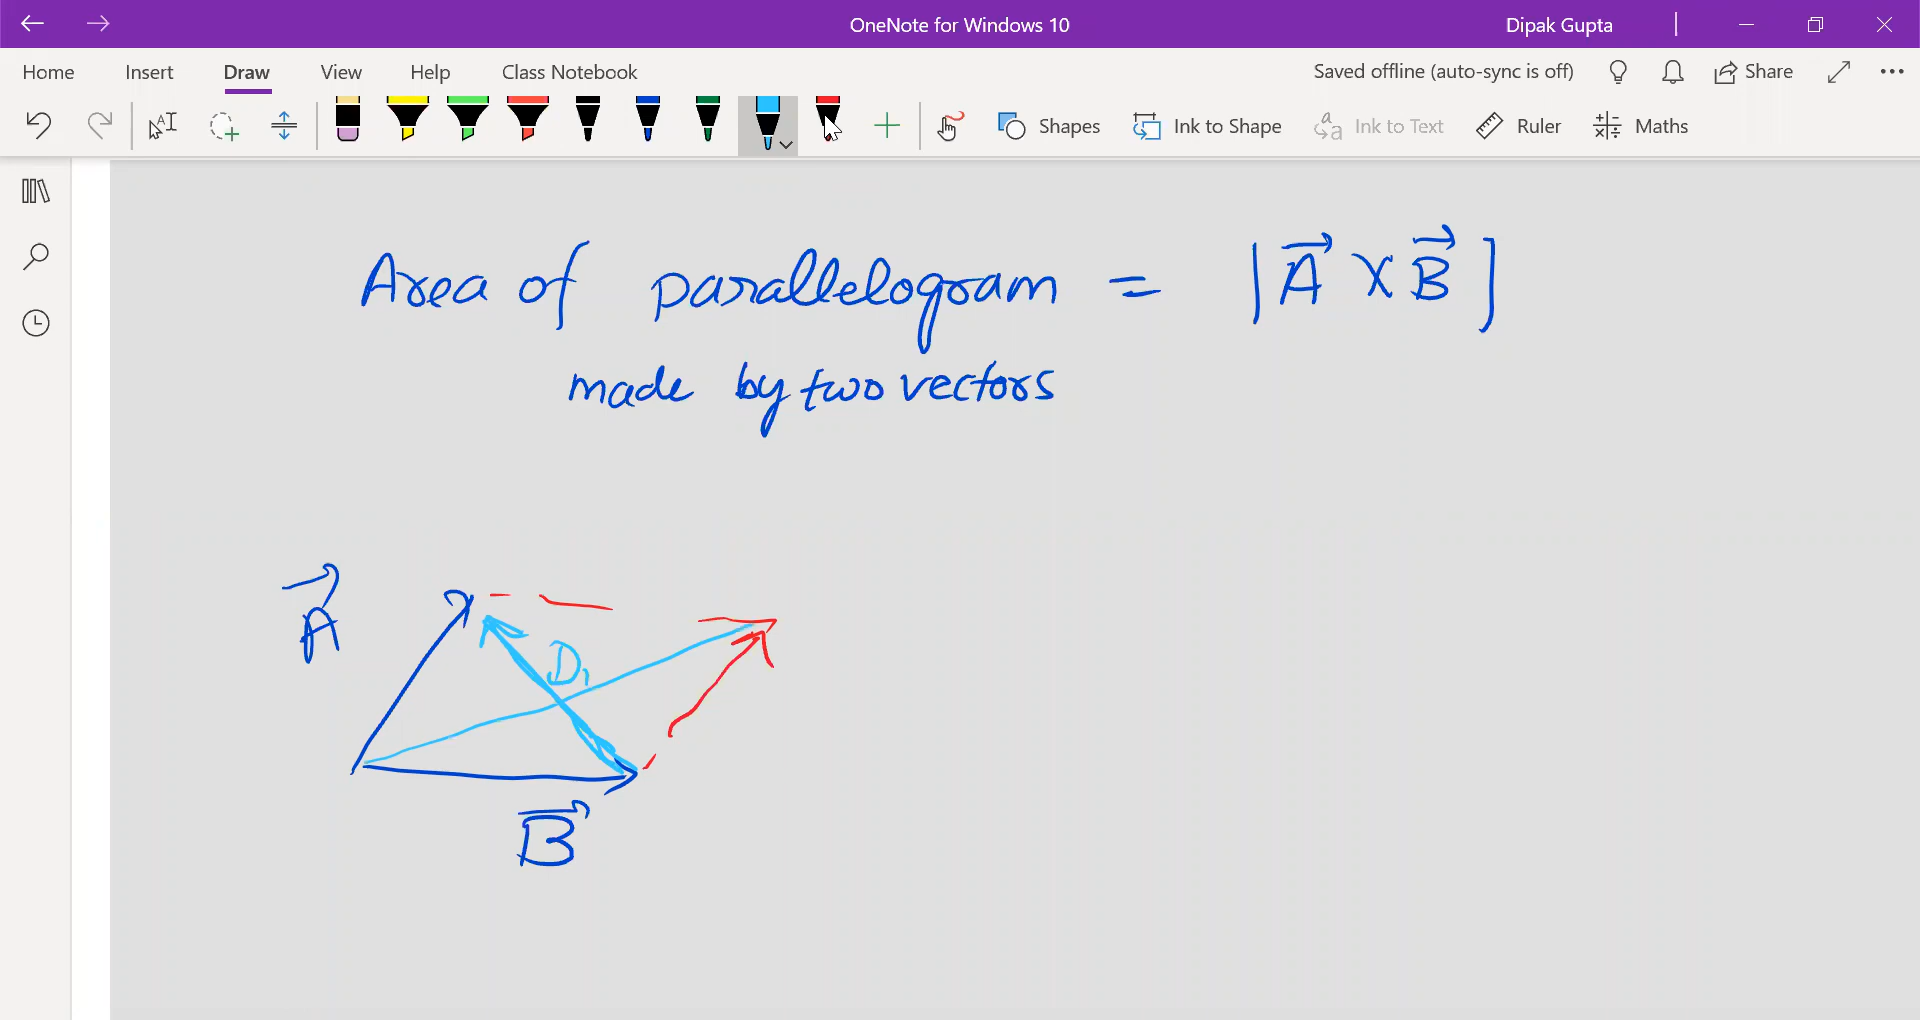 OneNote for Windows 10
Dipak Gupta
Home Insert Draw View Help Class Notebook
Saved offline (auto-sync is off) Share
Shapes Ink to Shape Ink to Text Ruler Maths
Area of parallelogram = |A⃗ × B⃗|
made by two vectors
A⃗
D₁
B⃗